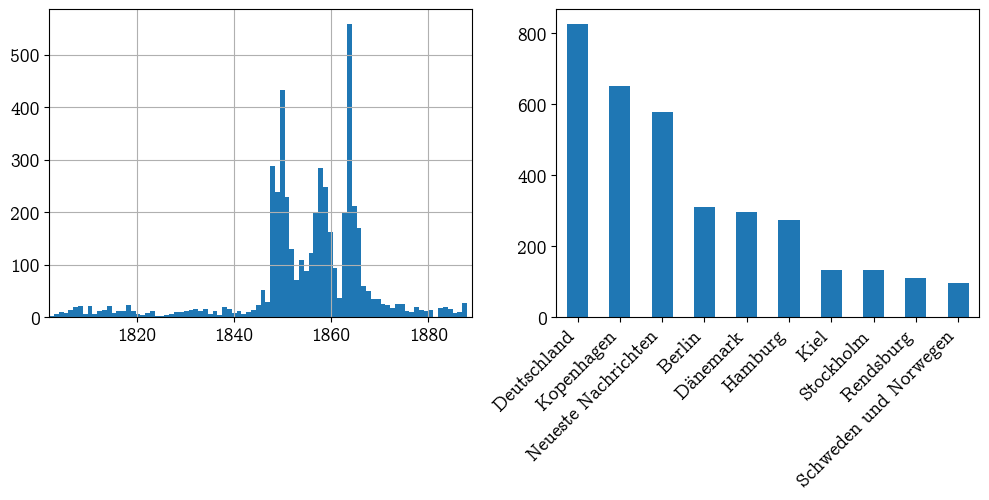 500
400
300
200
100
0
1820 1840 1860 1880
800
600
400
200
0
Deutschland
Kopenhagen
Neueste Nachrichten
Berlin
Dänemark
Hamburg
Kiel
Stockholm
Rendsburg
Schweden und Norwegen